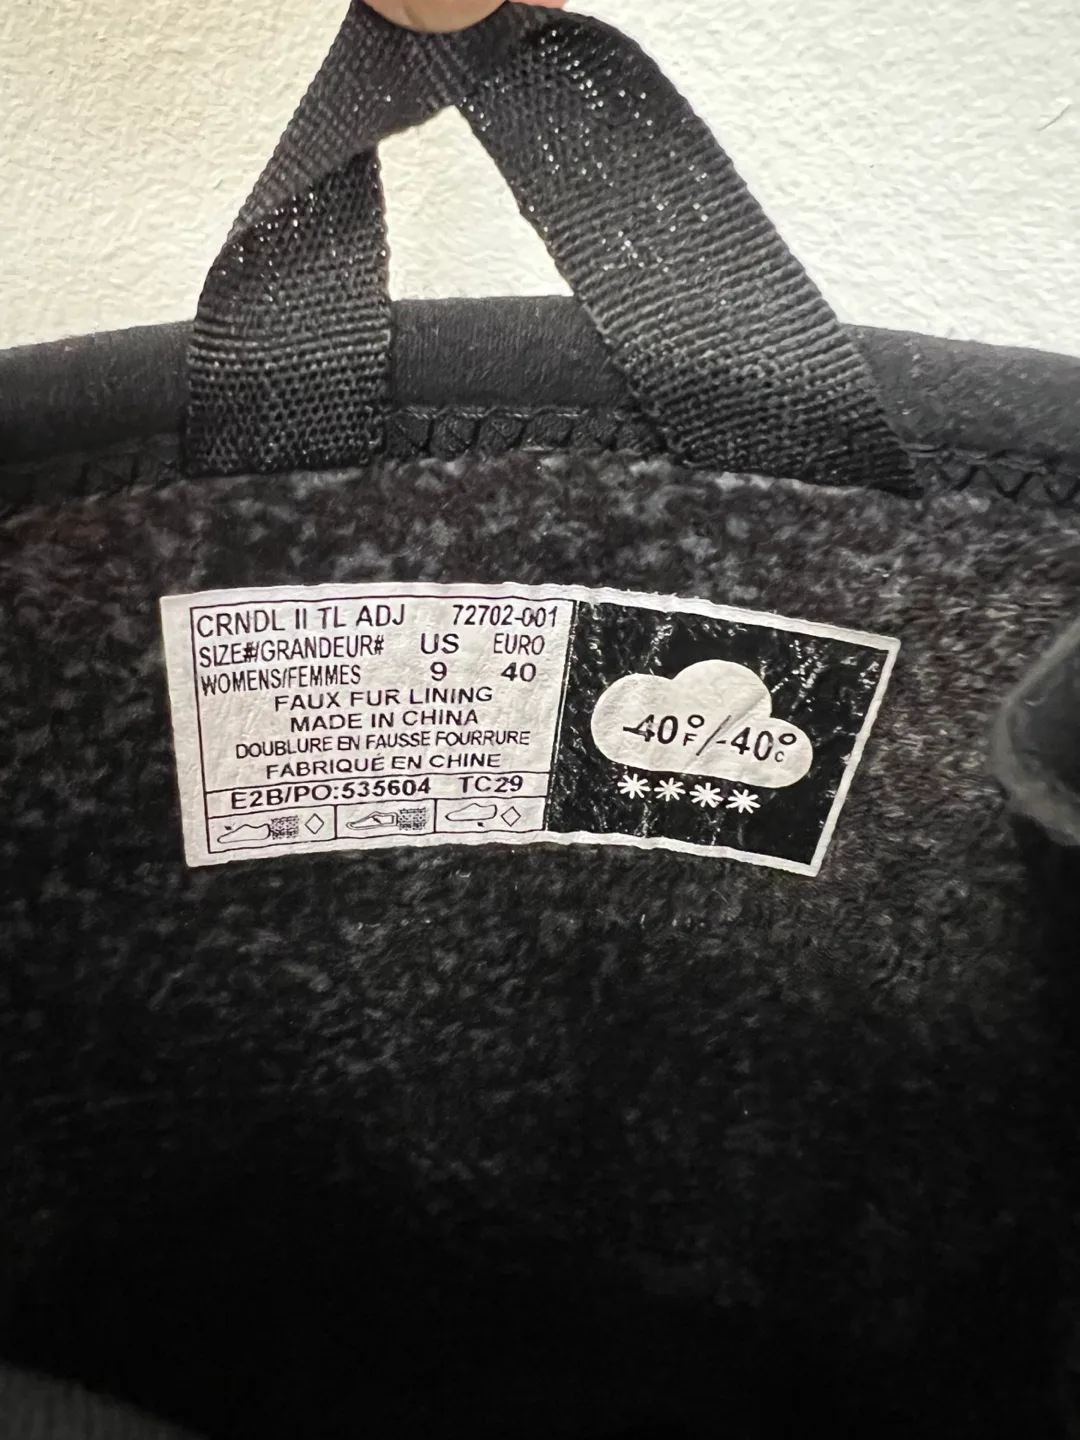 CRNDL II TL ADJ 72702-001
SIZE#/GRANDEUR# US EURO
WOMENS/FEMMES 9 40
FAUX FUR LINING
MADE IN CHINA
DOUBLURE EN FAUSSE FOURRURE
FABRIQUÉ EN CHINE
E2B/PO:535604 TC29
-40°F/-40°C